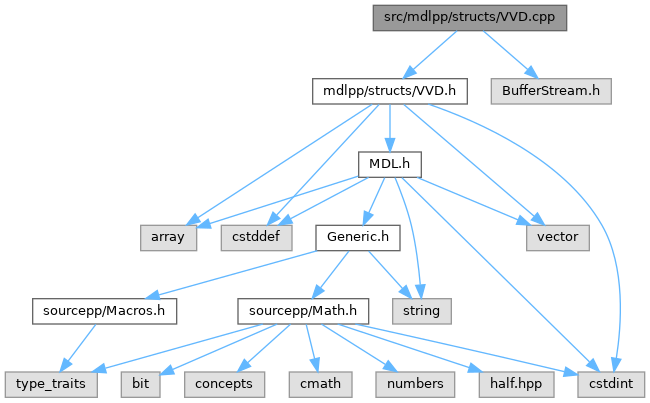 src/mdlpp/structs/VVD.cpp
mdlpp/structs/VVD.h
BufferStream.h
MDL.h
array
cstddef
Generic.h
vector
sourcepp/Macros.h
sourcepp/Math.h
string
type_traits
bit
concepts
cmath
numbers
half.hpp
cstdint